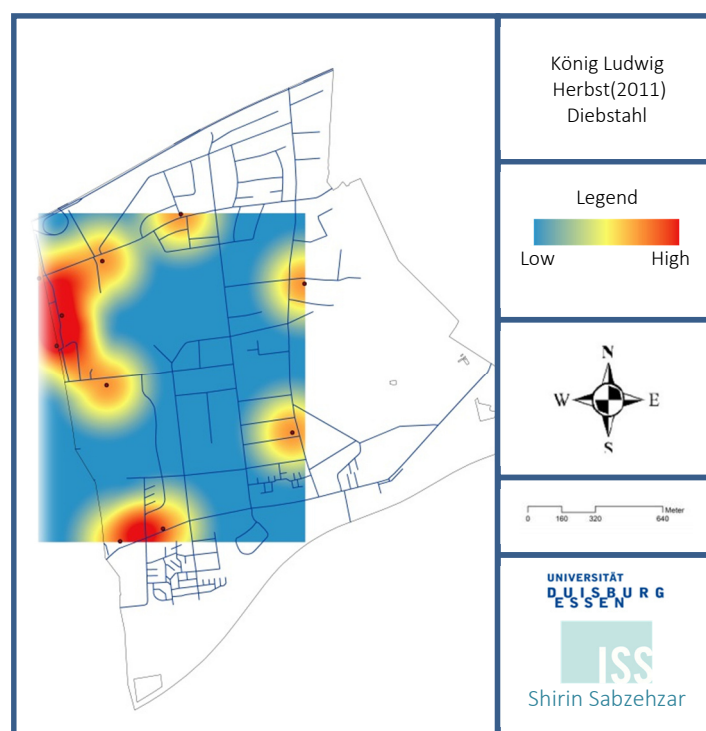 König Ludwig
Herbst(2011)
Diebstahl
Legend
Low High
N
W E
S
Meter
0 160 320 640
UNIVERSITÄT
DUISBURG
ESSEN
ISS
Shirin Sabzehzar